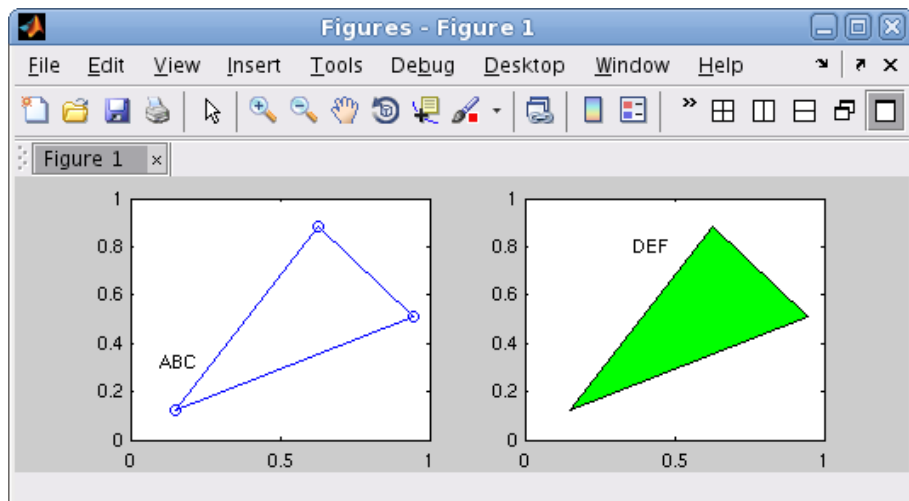 Figures - Figure 1
File Edit View Insert Tools Debug Desktop Window Help
Figure 1
1
0.8
0.6
0.4
0.2
0
0 0.5 1
ABC
1
0.8
0.6
0.4
0.2
0
0 0.5 1
DEF